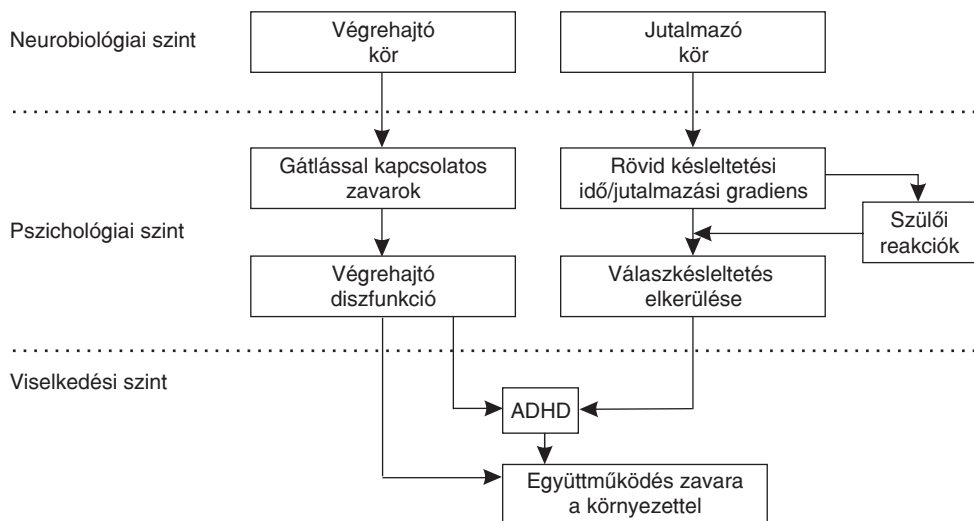 Neurobiológiai szint
Végrehajtó
kör
Jutalmazó
kör
Gátlással kapcsolatos
zavarok
Rövid késleltetési
idő/jutalmazási gradiens
Pszichológiai szint
Szülői
reakciók
Végrehajtó
diszfunkció
Válaszkésleltetés
elkerülése
Viselkedési szint
ADHD
Együttműködés zavara
a környezettel